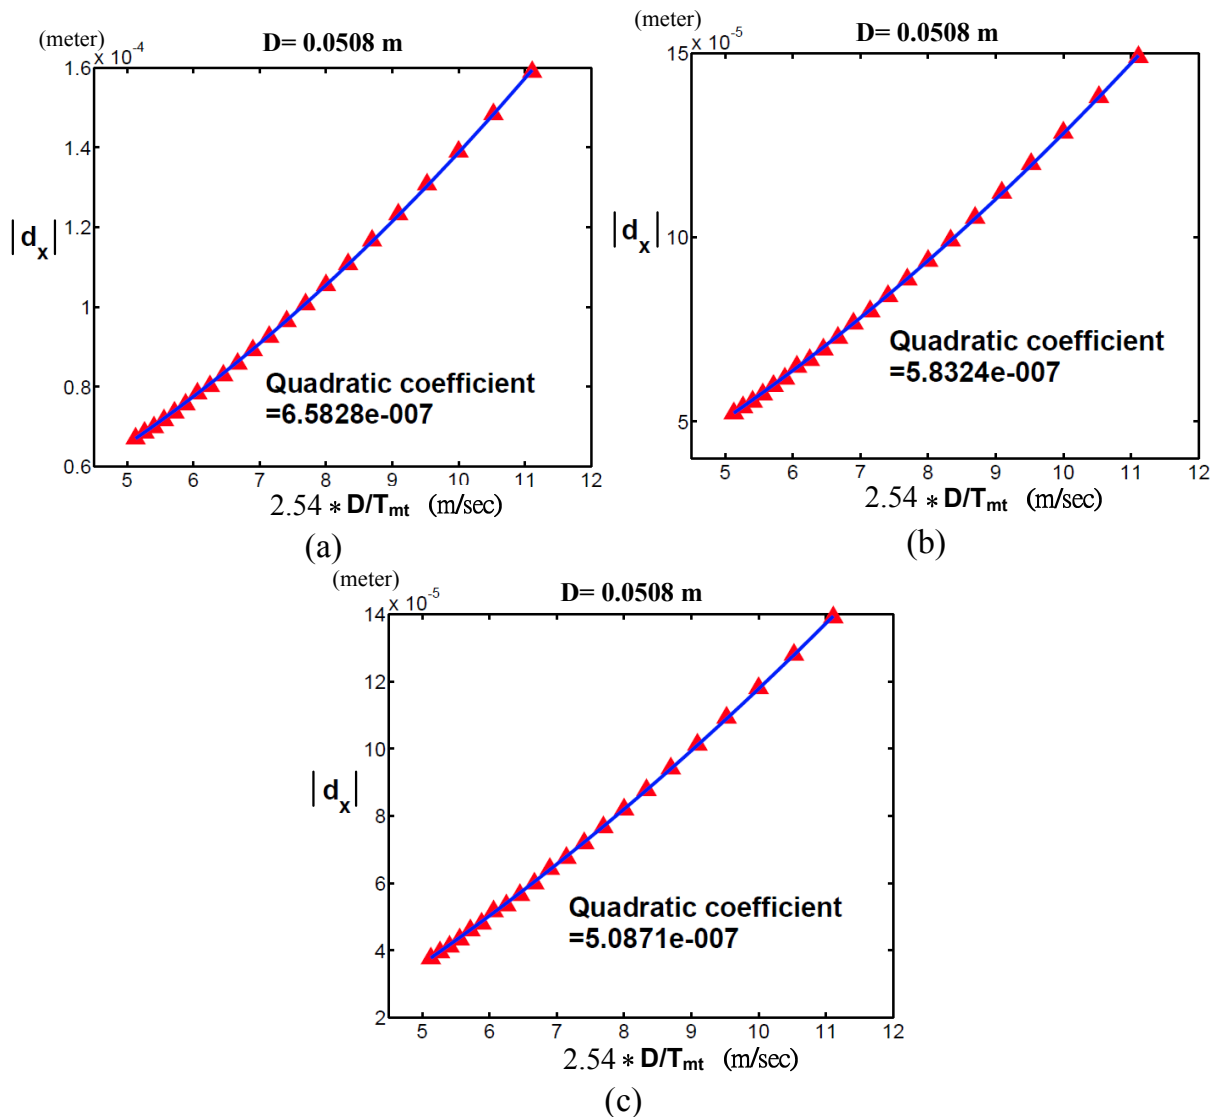 (meter)
x 10⁻⁴
D= 0.0508 m
1.6
1.4
1.2
1
0.8
0.6
|dₓ|
Quadratic coefficient
=6.5828e-007
5 6 7 8 9 10 11 12
2.54 * D/Tₘₜ (m/sec)
(a)
(meter)
x 10⁻⁵
D= 0.0508 m
15
10
5
|dₓ|
Quadratic coefficient
=5.8324e-007
5 6 7 8 9 10 11 12
2.54 * D/Tₘₜ (m/sec)
(b)
(meter)
x 10⁻⁵
D= 0.0508 m
14
12
10
8
6
4
2
|dₓ|
Quadratic coefficient
=5.0871e-007
5 6 7 8 9 10 11 12
2.54 * D/Tₘₜ (m/sec)
(c)